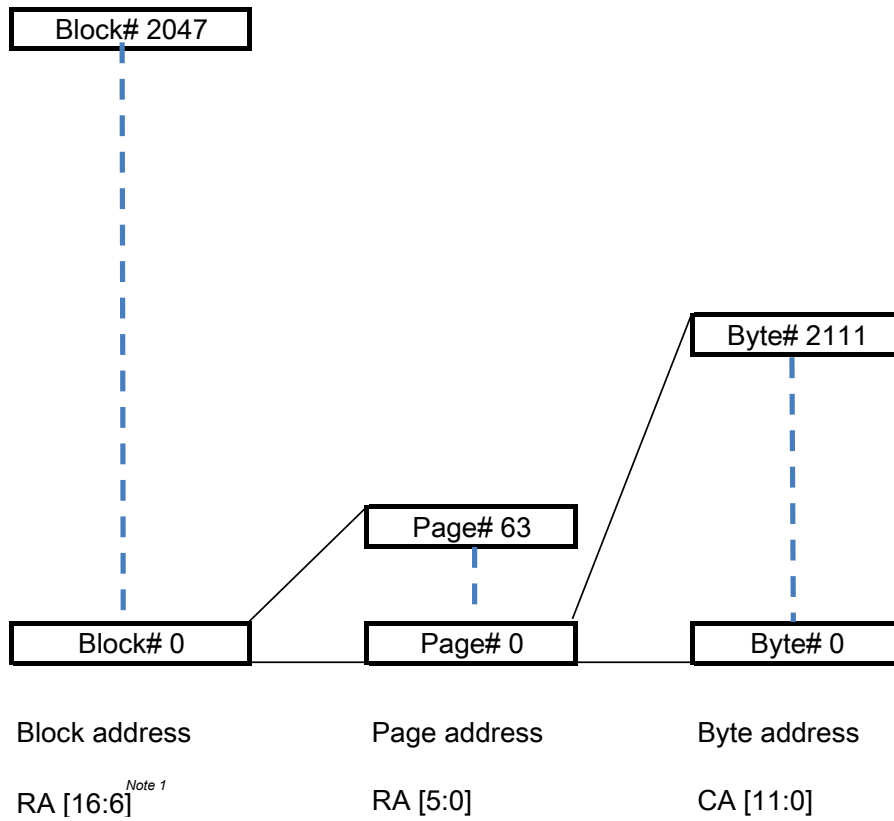 Block# 2047
Byte# 2111
Page# 63
Block# 0
Page# 0
Byte# 0
Block address
Page address
Byte address
RA [16:6] Note 1
RA [5:0]
CA [11:0]